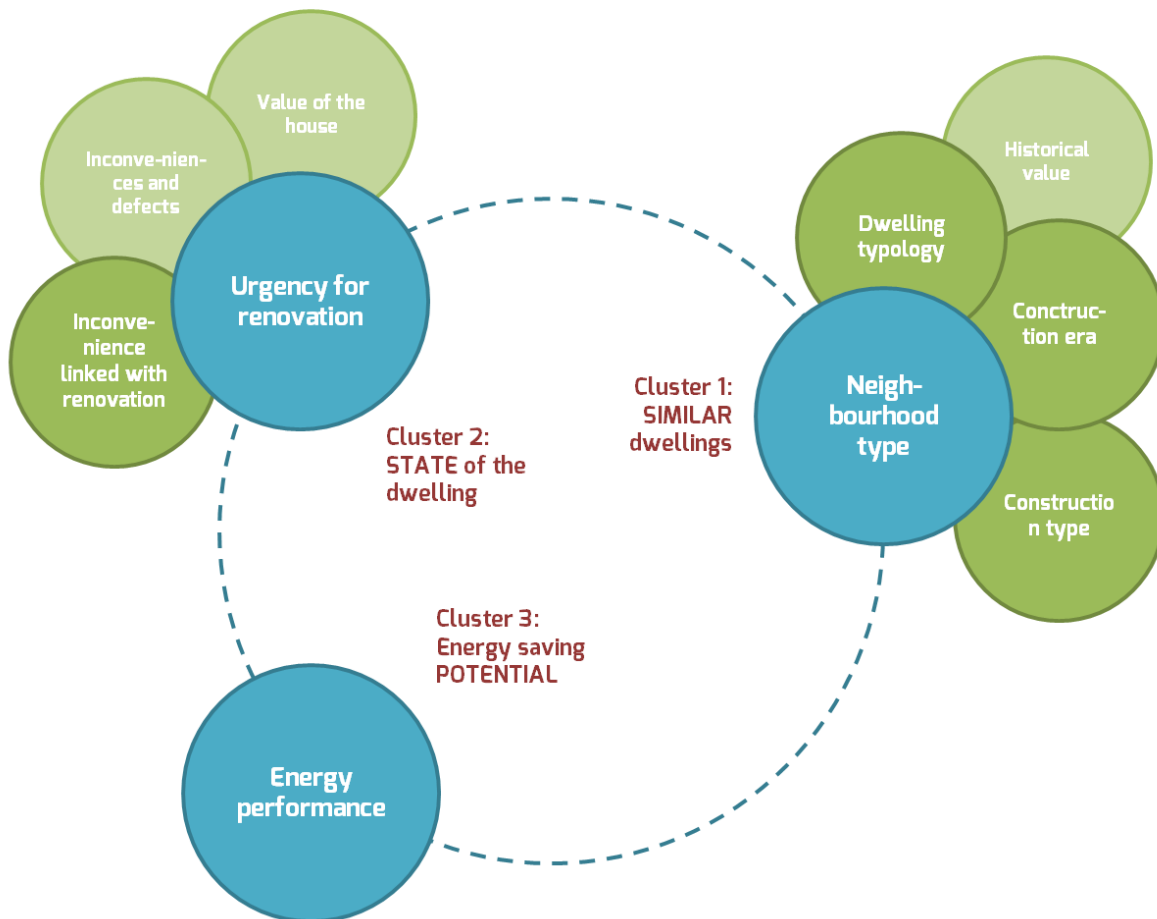 Value of the
house
Inconve-nien-
ces and
defects
Urgency for
renovation
Inconve-
nience
linked with
renovation
Historical
value
Dwelling
typology
Conctruc-
tion era
Neigh-
bourhood
type
Constructio
n type
Cluster 1:
SIMILAR
dwellings
Cluster 2:
STATE of the
dwelling
Cluster 3:
Energy saving
POTENTIAL
Energy
performance